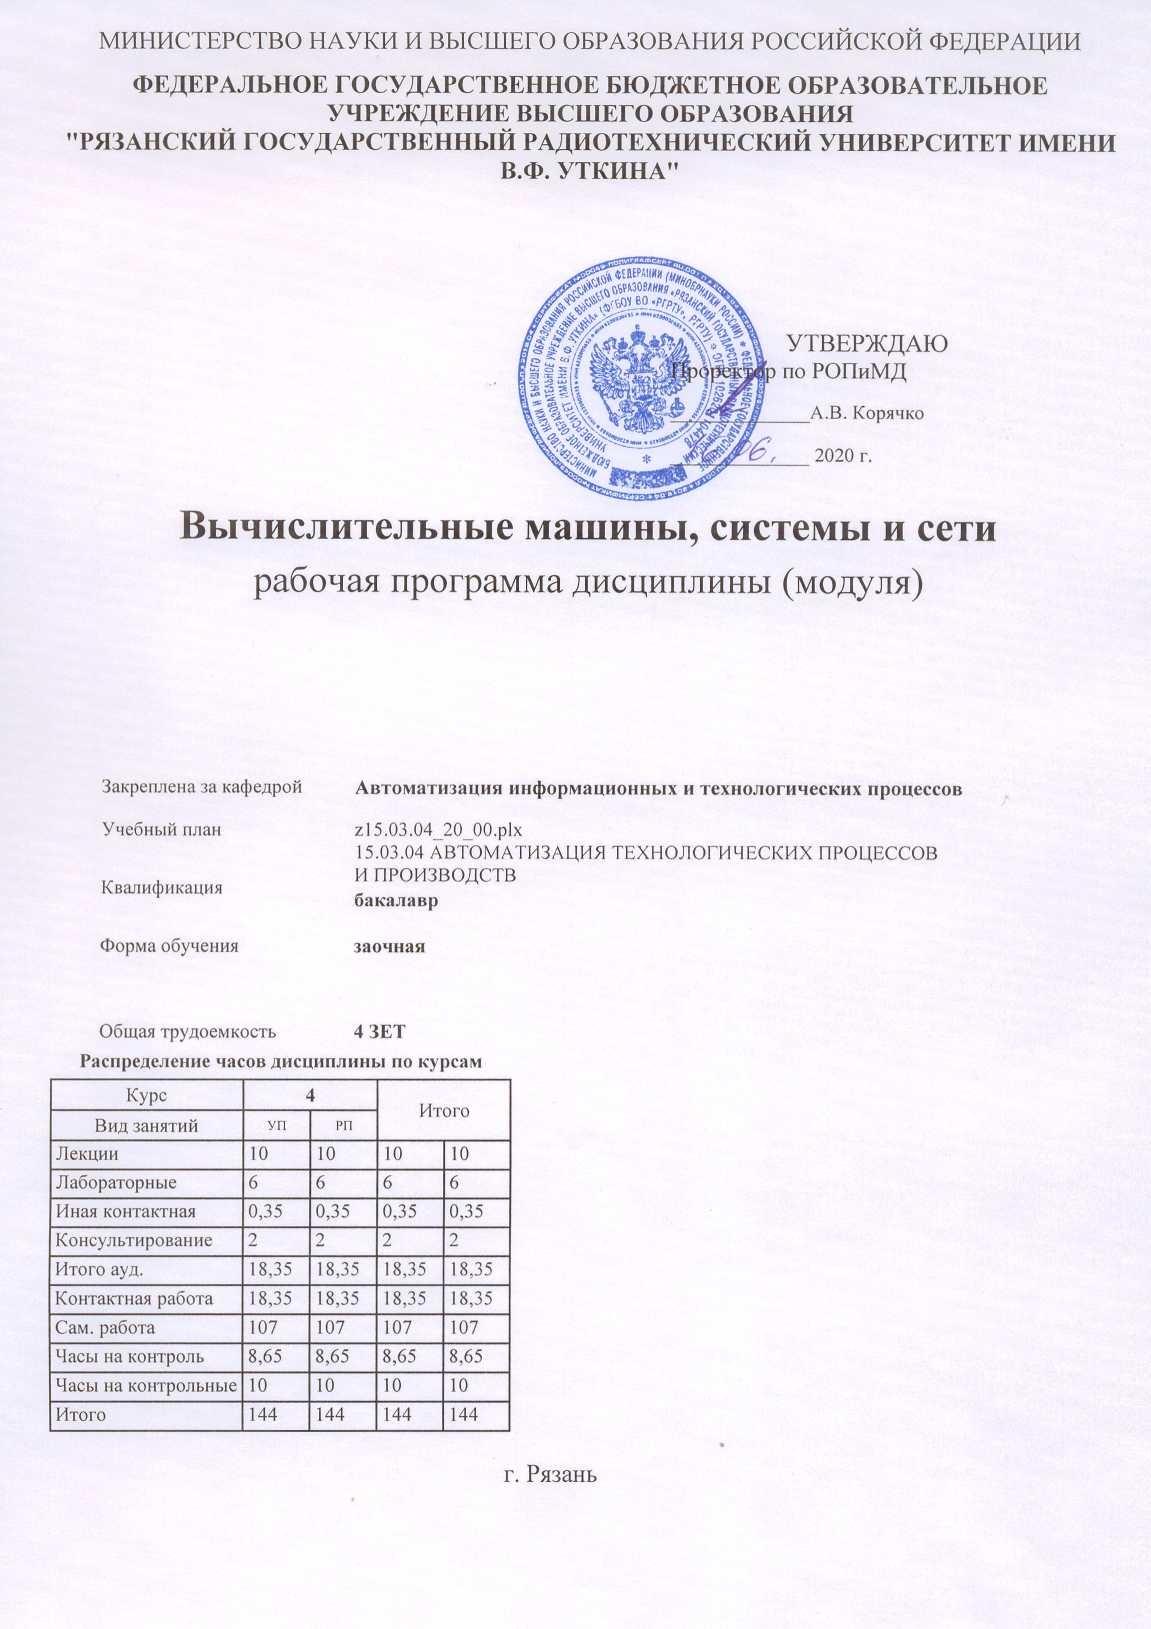 МИНИСТЕРСТВО НАУКИ И ВЫСШЕГО ОБРАЗОВАНИЯ РОССИЙСКОЙ ФЕДЕРАЦИИ
ФЕДЕРАЛЬНОЕ ГОСУДАРСТВЕННОЕ БЮДЖЕТНОЕ ОБРАЗОВАТЕЛЬНОЕ
УЧРЕЖДЕНИЕ ВЫСШЕГО ОБРАЗОВАНИЯ
"РЯЗАНСКИЙ ГОСУДАРСТВЕННЫЙ РАДИОТЕХНИЧЕСКИЙ УНИВЕРСИТЕТ ИМЕНИ
В.Ф. УТКИНА"
УТВЕРЖДАЮ
Проректор по РОПиМД
А.В. Корячко
06. 2020 г.
Вычислительные машины, системы и сети
рабочая программа дисциплины (модуля)
Закреплена за кафедрой Автоматизация информационных и технологических процессов
Учебный план z15.03.04_20_00.plx
15.03.04 АВТОМАТИЗАЦИЯ ТЕХНОЛОГИЧЕСКИХ ПРОЦЕССОВ
И ПРОИЗВОДСТВ
Квалификация бакалавр
Форма обучения заочная
Общая трудоемкость 4 ЗЕТ
Распределение часов дисциплины по курсам
Курс 4 Итого
Вид занятий УП РП
Лекции 10 10 10 10
Лабораторные 6 6 6 6
Иная контактная 0,35 0,35 0,35 0,35
Консультирование 2 2 2 2
Итого ауд. 18,35 18,35 18,35 18,35
Контактная работа 18,35 18,35 18,35 18,35
Сам. работа 107 107 107 107
Часы на контроль 8,65 8,65 8,65 8,65
Часы на контрольные 10 10 10 10
Итого 144 144 144 144
г. Рязань